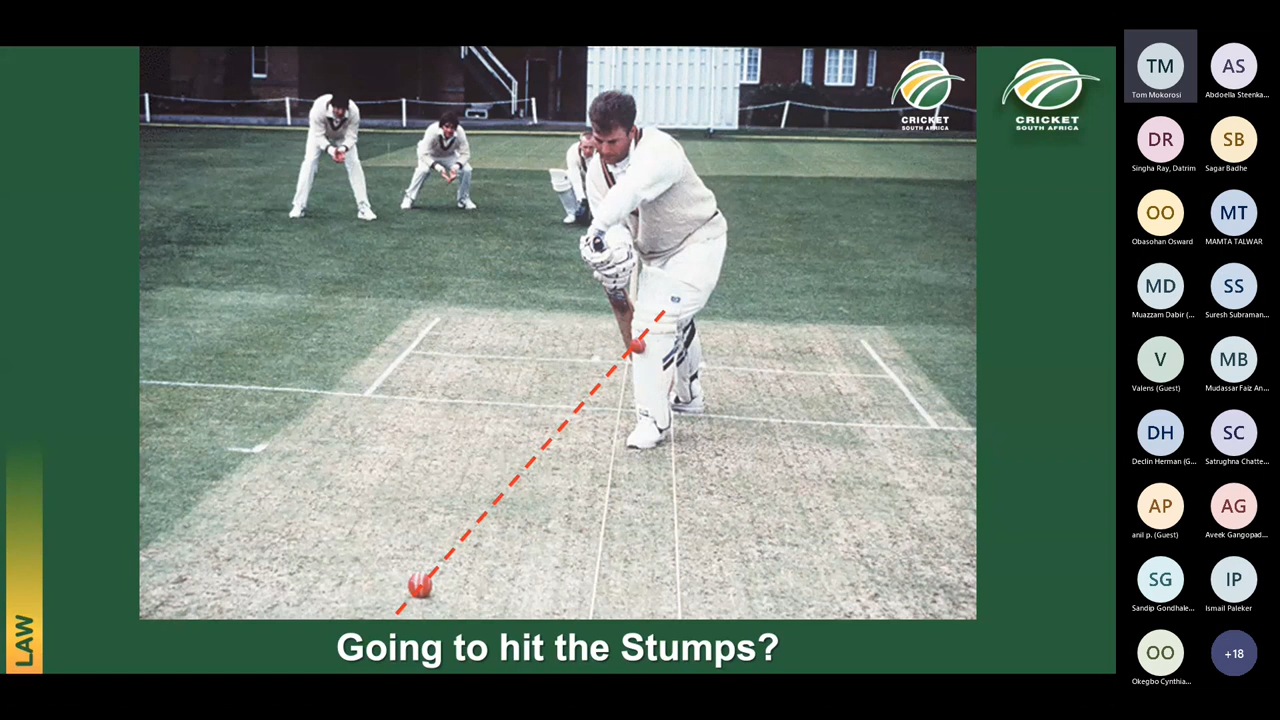 CRICKET
SOUTH AFRICA
CRICKET
SOUTH AFRICA
LAW
Going to hit the Stumps?
TM
Tom Mokorosi
AS
Abdoella Steenka...
DR
Singha Ray, Datrim
SB
Sagar Badhe
OO
Obasohan Osward
MT
MAMTA TALWAR
MD
Muazzam Dabir (...
SS
Suresh Subraman...
V
Valens (Guest)
MB
Mudassar Faiz An...
DH
Declin Herman (G...
SC
Satrughna Chatte...
AP
anil p. (Guest)
AG
Aveek Gangopad...
SG
Sandip Gondhale...
IP
Ismail Paleker
OO
Okegbo Cynthia...
+18